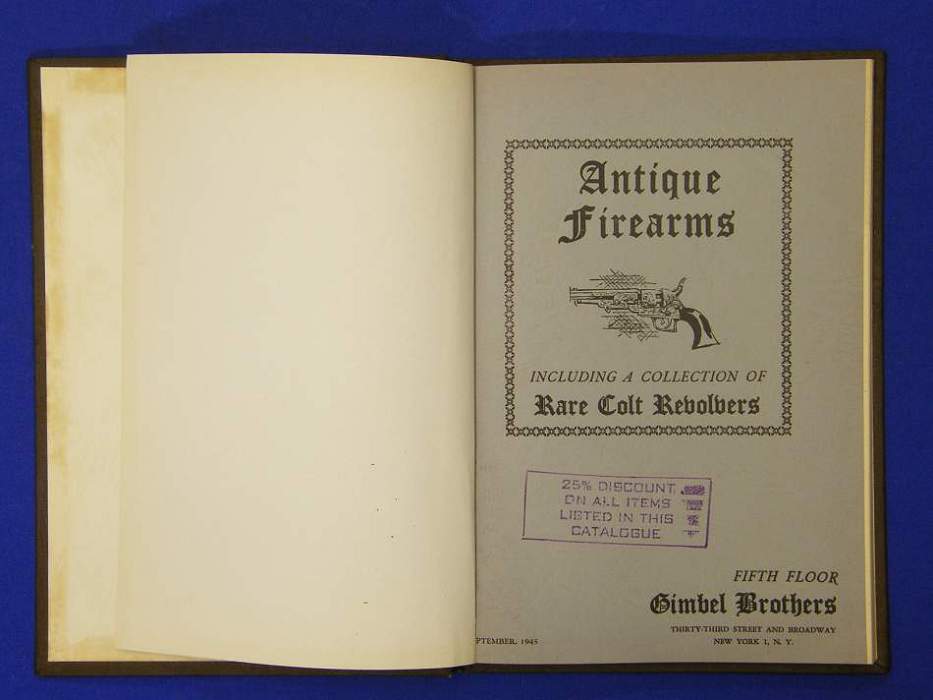 Antique
Firearms
INCLUDING A COLLECTION OF
Rare Colt Revolvers
25% DISCOUNT
ON ALL ITEMS
LISTED IN THIS
CATALOGUE
FIFTH FLOOR
Gimbel Brothers
THIRTY-THIRD STREET AND BROADWAY
PTEMBER, 1945
NEW YORK 1, N. Y.